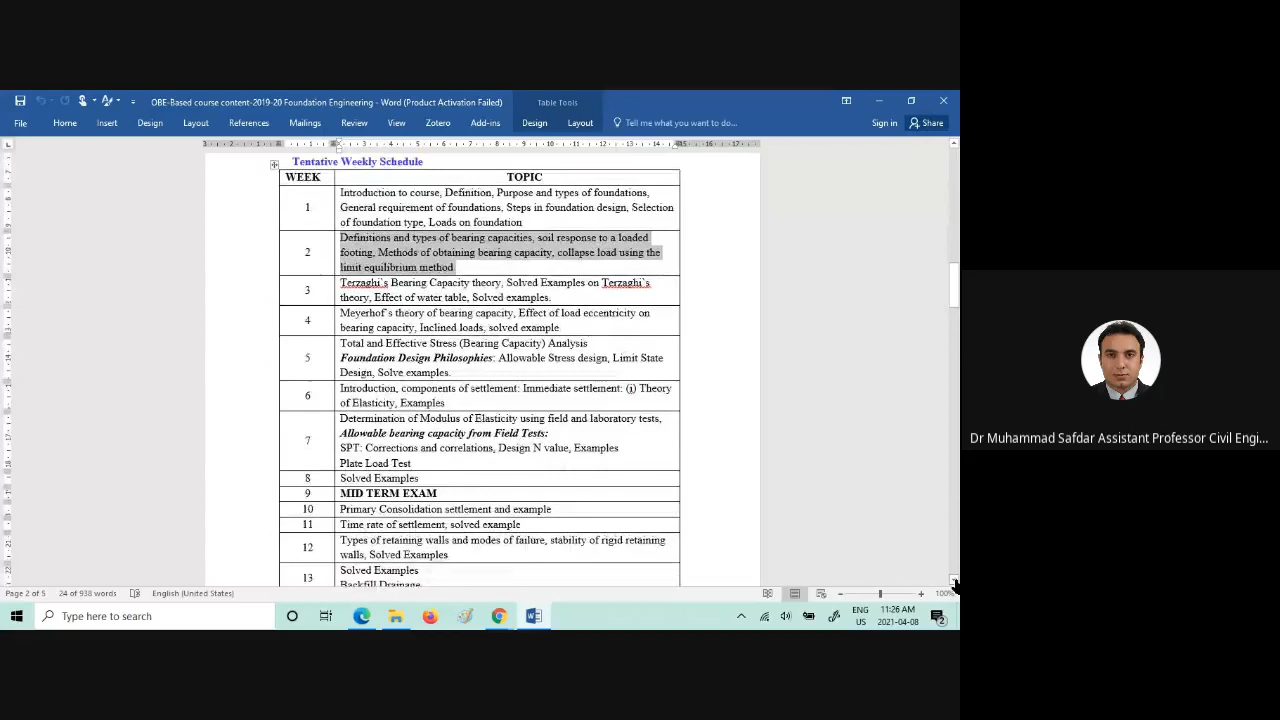 OBE-Based course content-2019-20 Foundation Engineering - Word (Product Activation Failed)
Table Tools
File Home Insert Design Layout References Mailings Review View Zotero Add-ins Design Layout Tell me what you want to do... Sign in Share
Tentative Weekly Schedule
WEEK TOPIC
1 Introduction to course, Definition, Purpose and types of foundations,
General requirement of foundations, Steps in foundation design, Selection
of foundation type, Loads on foundation
2 Definitions and types of bearing capacities, soil response to a loaded
footing, Methods of obtaining bearing capacity, collapse load using the
limit equilibrium method
3 Terzaghi`s Bearing Capacity theory, Solved Examples on Terzaghi`s
theory, Effect of water table, Solved examples.
4 Meyerhof's theory of bearing capacity, Effect of load eccentricity on
bearing capacity, Inclined loads, solved example
5 Total and Effective Stress (Bearing Capacity) Analysis
Foundation Design Philosophies: Allowable Stress design, Limit State
Design, Solve examples.
6 Introduction, components of settlement: Immediate settlement: (i) Theory
of Elasticity, Examples
7 Determination of Modulus of Elasticity using field and laboratory tests,
Allowable bearing capacity from Field Tests:
SPT: Corrections and correlations, Design N value, Examples
Plate Load Test
8 Solved Examples
9 MID TERM EXAM
10 Primary Consolidation settlement and example
11 Time rate of settlement, solved example
12 Types of retaining walls and modes of failure, stability of rigid retaining
walls, Solved Examples
13 Solved Examples
Backfill Drainage
Page 2 of 5 24 of 938 words English (United States) 100%
Type here to search
ENG 11:26 AM
US 2021-04-08
2
Dr Muhammad Safdar Assistant Professor Civil Engi...